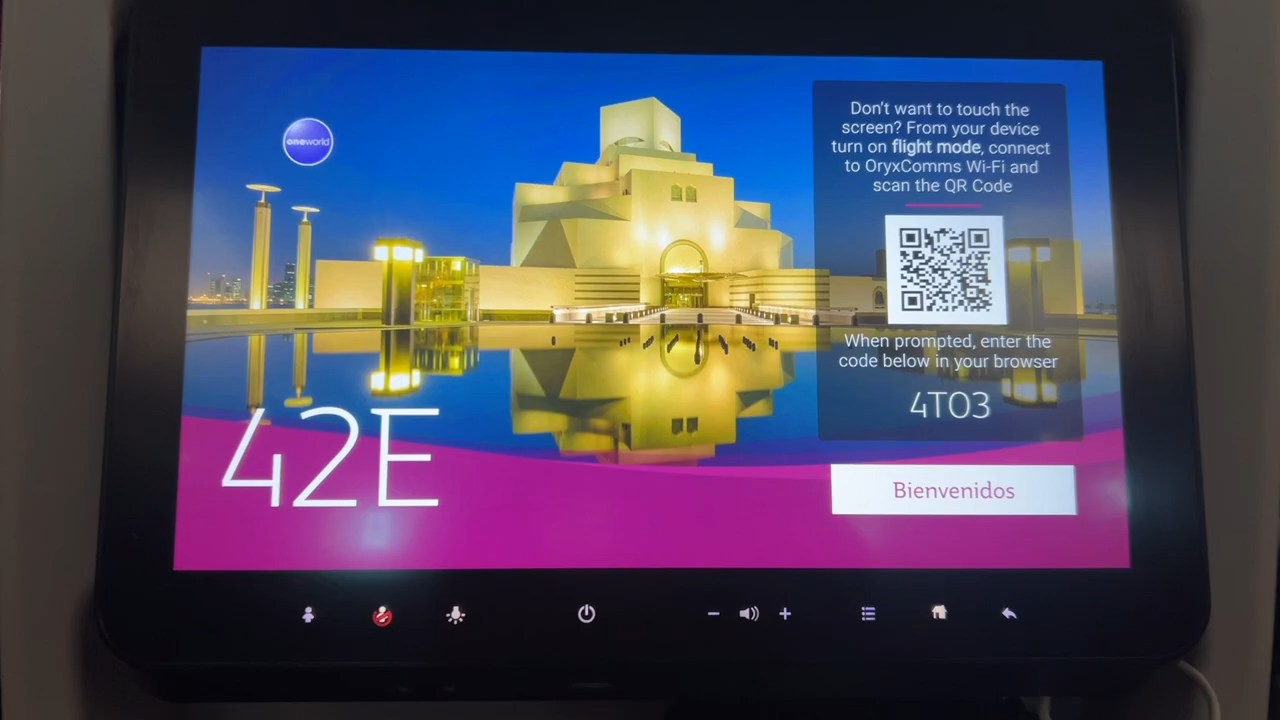 oneworld
Don't want to touch the
screen? From your device
turn on flight mode, connect
to OryxComms Wi-Fi and
scan the QR Code
When prompted, enter the
code below in your browser
4TO3
42E
Bienvenidos